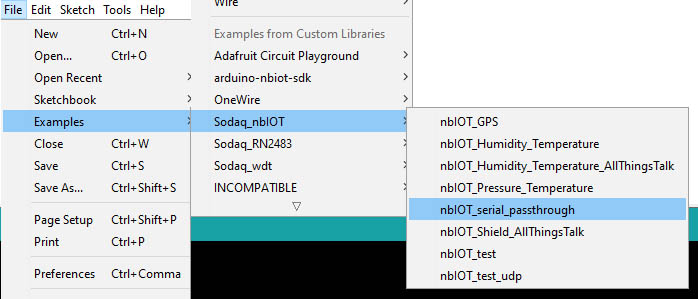 File Edit Sketch Tools Help
New Ctrl+N
Open... Ctrl+O
Open Recent
Sketchbook
Examples
Close Ctrl+W
Save Ctrl+S
Save As... Ctrl+Shift+S
Page Setup Ctrl+Shift+P
Print Ctrl+P
Preferences Ctrl+Comma
Wire
Examples from Custom Libraries
Adafruit Circuit Playground
arduino-nbiot-sdk
OneWire
Sodaq_nbIOT
Sodaq_RN2483
Sodaq_wdt
INCOMPATIBLE
nbIOT_GPS
nbIOT_Humidity_Temperature
nbIOT_Humidity_Temperature_AllThingsTalk
nbIOT_Pressure_Temperature
nbIOT_serial_passthrough
nbIOT_Shield_AllThingsTalk
nbIOT_test
nbIOT_test_udp